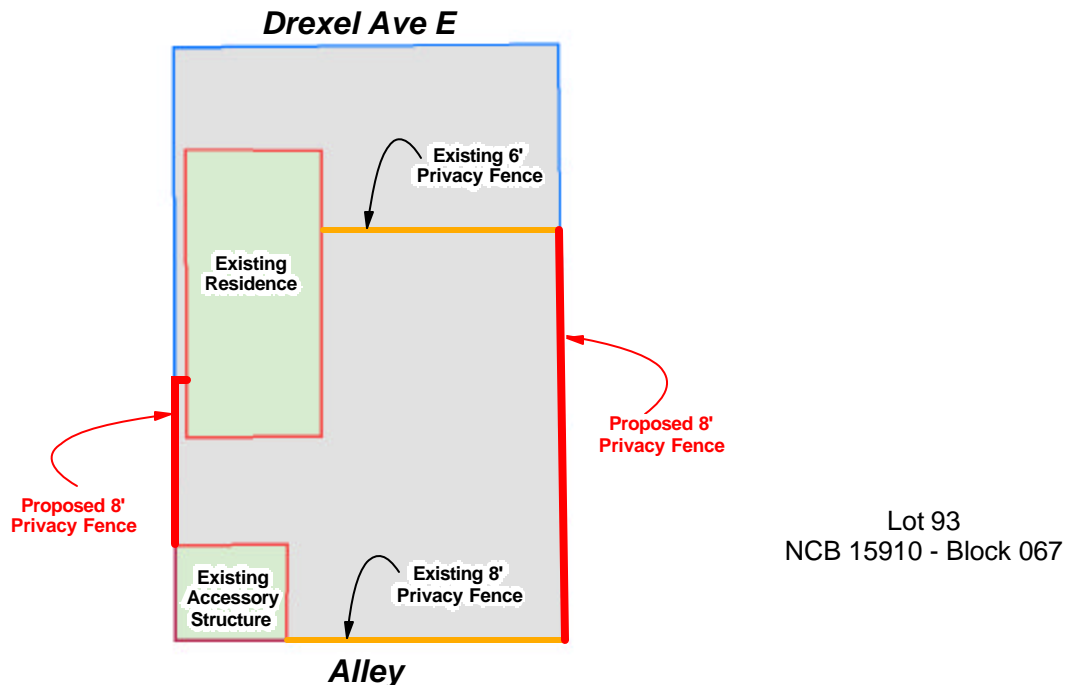 Drexel Ave E
Existing 6'
Privacy Fence
Existing
Residence
Proposed 8'
Privacy Fence
Proposed 8'
Privacy Fence
Lot 93
NCB 15910 - Block 067
Existing
Accessory
Structure
Existing 8'
Privacy Fence
Alley